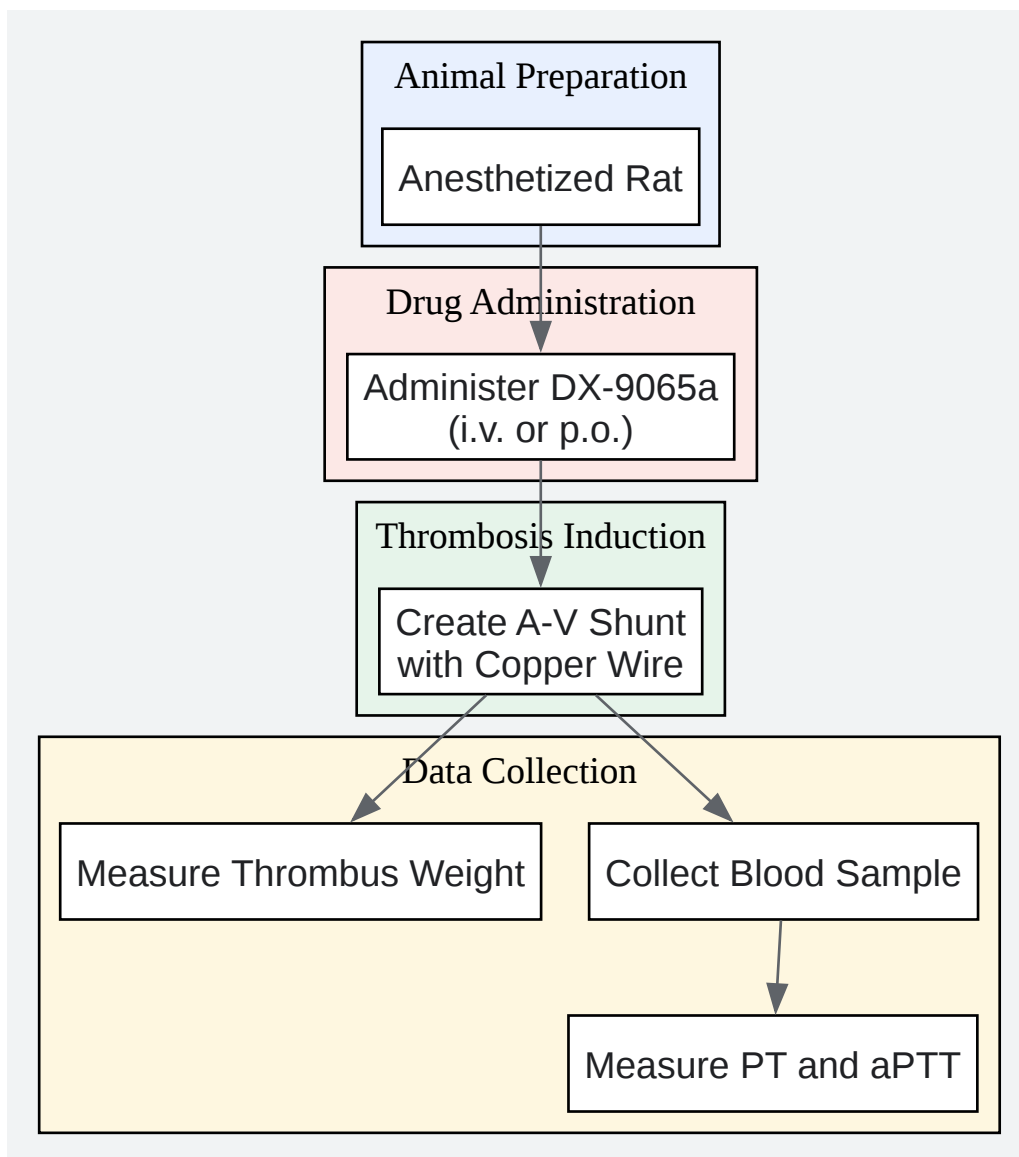 Animal Preparation
Anesthetized Rat
Drug Administration
Administer DX-9065a
(i.v. or p.o.)
Thrombosis Induction
Create A-V Shunt
with Copper Wire
Data Collection
Measure Thrombus Weight
Collect Blood Sample
Measure PT and aPTT